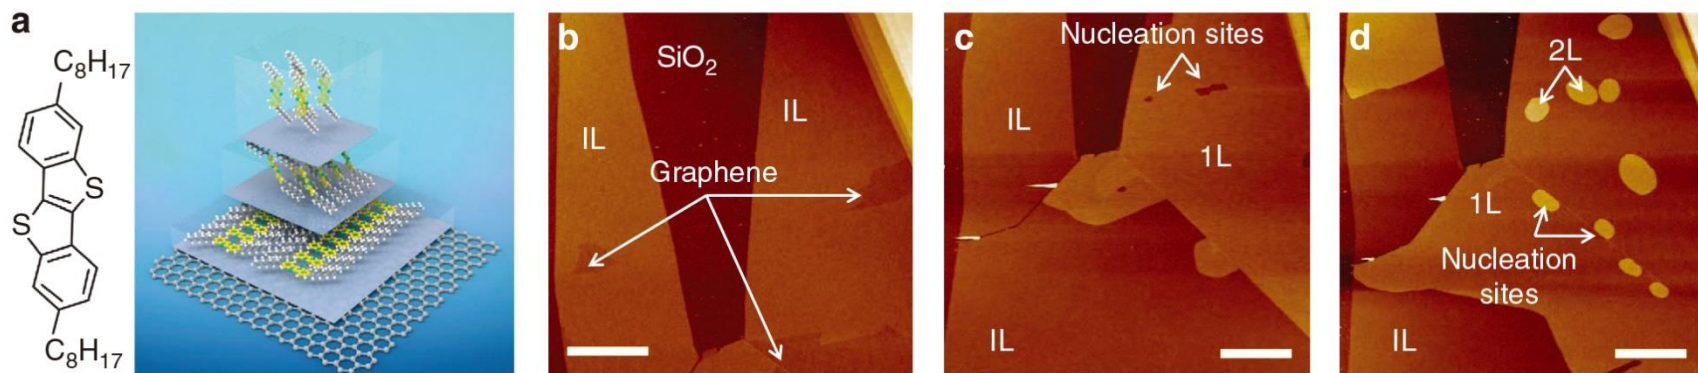 a
C₈H₁₇
S
S
C₈H₁₇
b
SiO₂
IL
IL
Graphene
c
Nucleation sites
IL
1L
IL
d
2L
1L
Nucleation
sites
IL